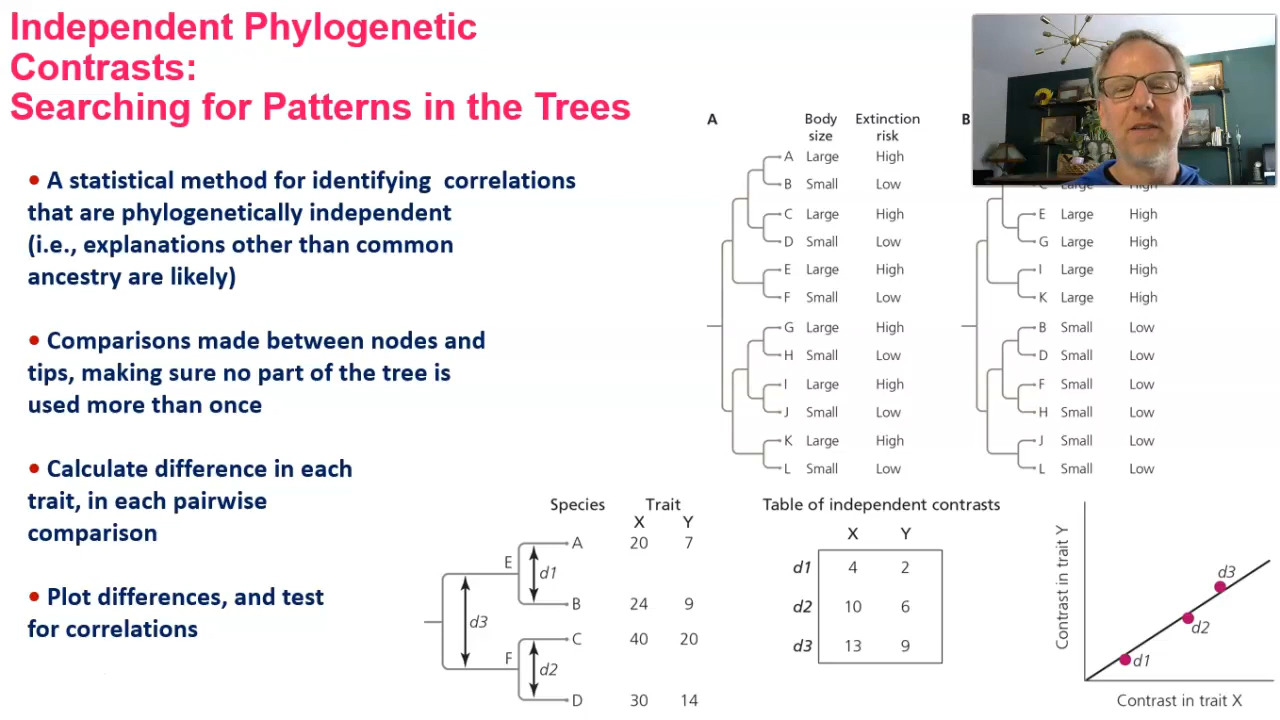 Independent Phylogenetic
Contrasts:
Searching for Patterns in the Trees
• A statistical method for identifying correlations
that are phylogenetically independent
(i.e., explanations other than common
ancestry are likely)
• Comparisons made between nodes and
tips, making sure no part of the tree is
used more than once
• Calculate difference in each
trait, in each pairwise
comparison
• Plot differences, and test
for correlations
A Body Extinction
size risk
A Large High
B Small Low
C Large High
D Small Low
E Large High
F Small Low
G Large High
H Small Low
I Large High
J Small Low
K Large High
L Small Low
B
E Large High
G Large High
I Large High
K Large High
B Small Low
D Small Low
F Small Low
H Small Low
J Small Low
L Small Low
Species Trait
X Y
A 20 7
B 24 9
C 40 20
D 30 14
E
F
d1
d3
d2
Table of independent contrasts
X Y
d1 4 2
d2 10 6
d3 13 9
Contrast in trait Y
d3
d2
d1
Contrast in trait X